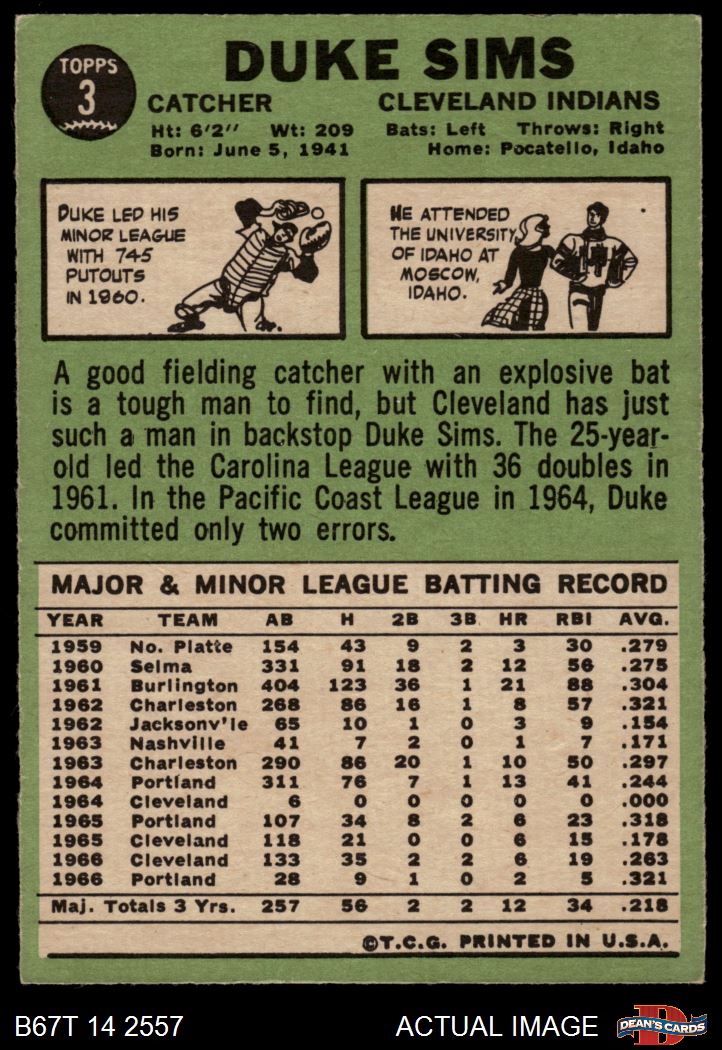 TOPPS
3
DUKE SIMS
CATCHER CLEVELAND INDIANS
Ht: 6'2" Wt: 209 Bats: Left Throws: Right
Born: June 5, 1941 Home: Pocatello, Idaho
DUKE LED HIS
MINOR LEAGUE
WITH 745
PUTOUTS
IN 1960.
HE ATTENDED
THE UNIVERSITY
OF IDAHO AT
MOSCOW,
IDAHO.
A good fielding catcher with an explosive bat
is a tough man to find, but Cleveland has just
such a man in backstop Duke Sims. The 25-year-
old led the Carolina League with 36 doubles in
1961. In the Pacific Coast League in 1964, Duke
committed only two errors.
MAJOR & MINOR LEAGUE BATTING RECORD
YEAR TEAM AB H 2B 3B HR RBI AVG.
1959 No. Platte 154 43 9 2 3 30 .279
1960 Selma 331 91 18 2 12 56 .275
1961 Burlington 404 123 36 1 21 88 .304
1962 Charleston 268 86 16 1 8 57 .321
1962 Jacksonv'le 65 10 1 0 3 9 .154
1963 Nashville 41 7 2 0 1 7 .171
1963 Charleston 290 86 20 1 10 50 .297
1964 Portland 311 76 7 1 13 41 .244
1964 Cleveland 6 0 0 0 0 0 .000
1965 Portland 107 34 8 2 6 23 .318
1965 Cleveland 118 21 0 0 6 15 .178
1966 Cleveland 133 35 2 2 6 19 .263
1966 Portland 28 9 1 0 2 5 .321
Maj. Totals 3 Yrs. 257 56 2 2 12 34 .218
©T.C.G. PRINTED IN U.S.A.
B67T 14 2557 ACTUAL IMAGE
D
DEAN'S CARDS